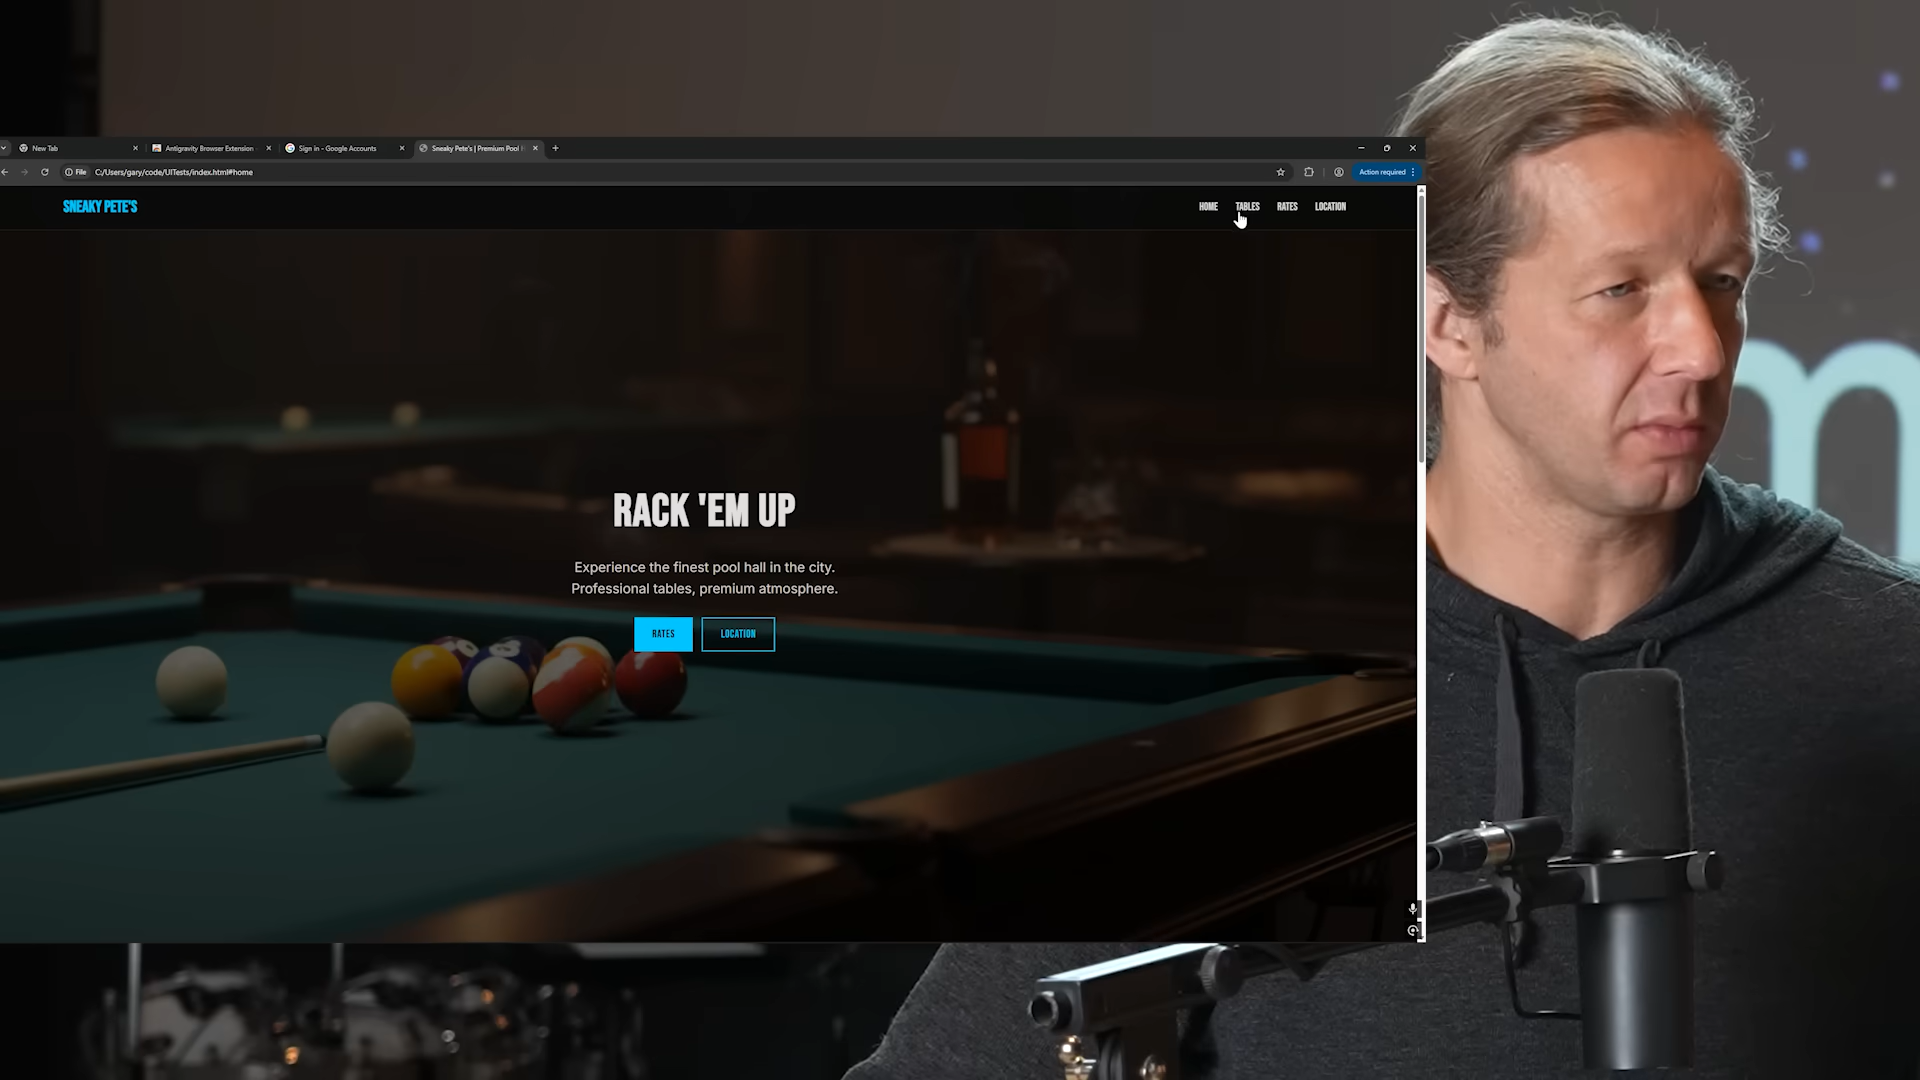 New Tab
Antigravity Browser Extension
Sign in - Google Accounts
Sneaky Pete's | Premium Pool
File C:/Users/gary/code/UITests/index.html#home
Action required
SNEAKY PETE'S
HOME TABLES RATES LOCATION
RACK 'EM UP
Experience the finest pool hall in the city.
Professional tables, premium atmosphere.
RATES LOCATION
m